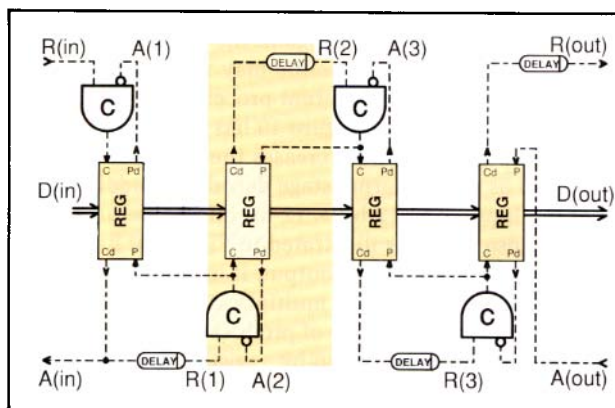 R(in) A(1) R(2) A(3) R(out)
DELAY DELAY
C C
C Pd Cd P C Pd Cd P
D(in) REG REG REG REG D(out)
Cd P C Pd Cd P C Pd
C C
DELAY DELAY
A(in) R(1) A(2) R(3) A(out)